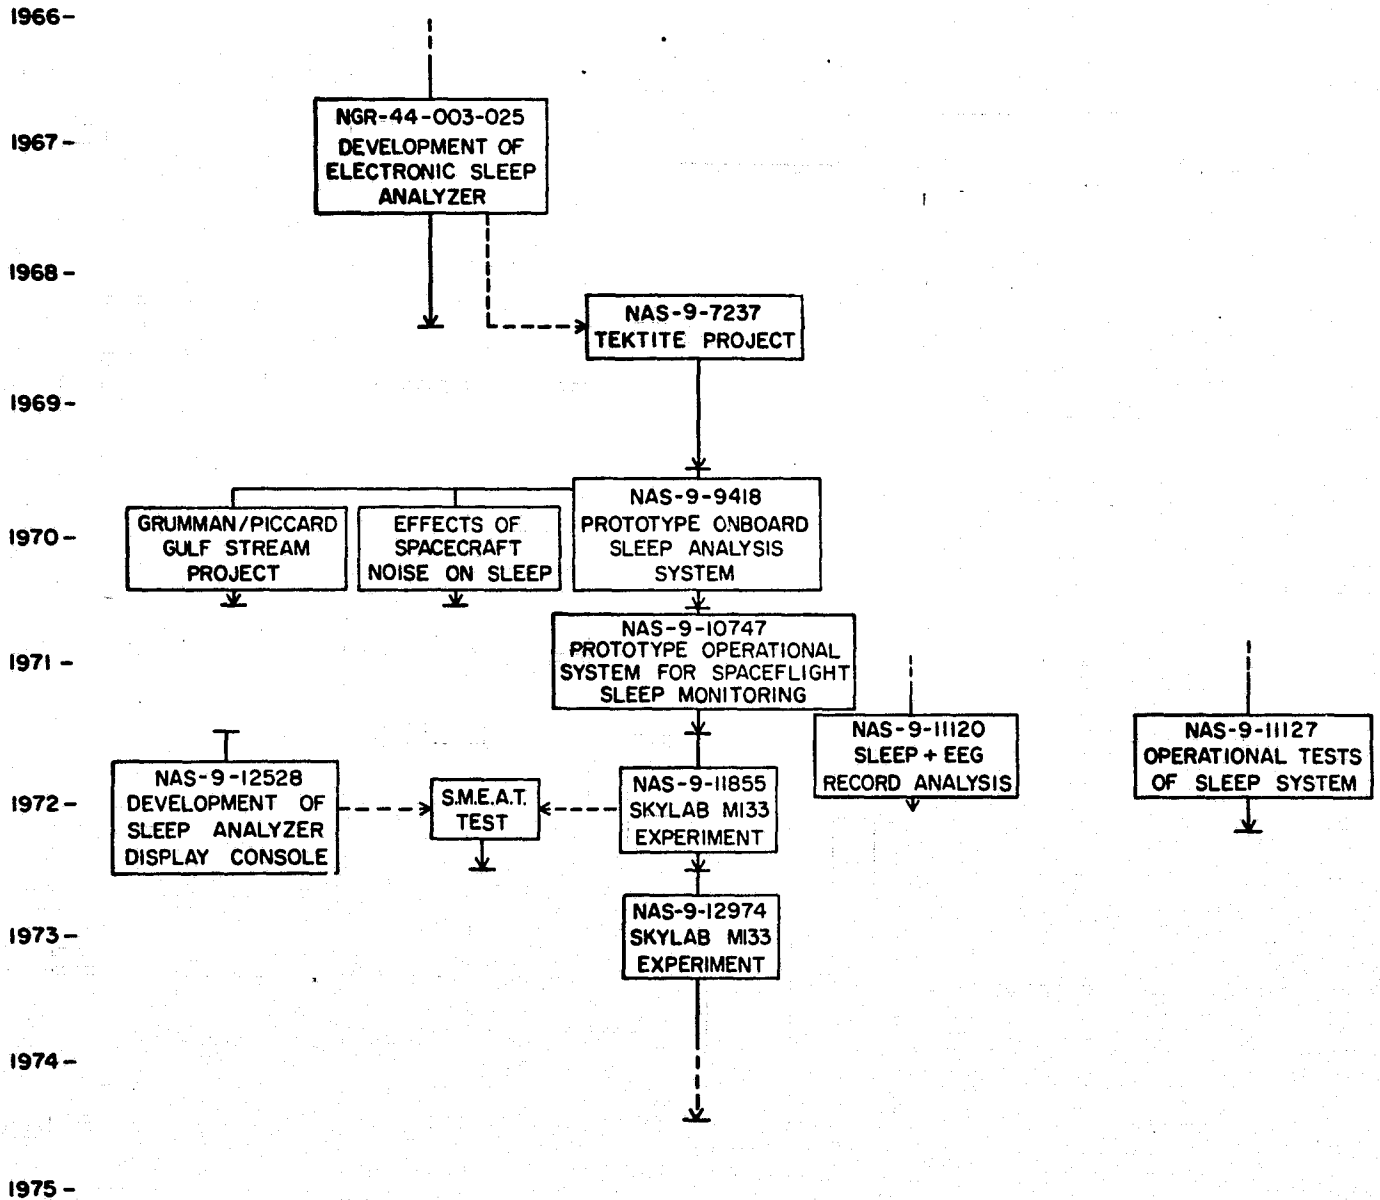 1966-
NGR-44-003-025
DEVELOPMENT OF
ELECTRONIC SLEEP
ANALYZER
1967-
1968-
NAS-9-7237
TEKTITE PROJECT
1969-
GRUMMAN/PICCARD
GULF STREAM
PROJECT
EFFECTS OF
SPACECRAFT
NOISE ON SLEEP
NAS-9-9418
PROTOTYPE ONBOARD
SLEEP ANALYSIS
SYSTEM
1970-
NAS-9-10747
PROTOTYPE OPERATIONAL
SYSTEM FOR SPACEFLIGHT
SLEEP MONITORING
1971-
NAS-9-11120
SLEEP + EEG
RECORD ANALYSIS
NAS-9-11127
OPERATIONAL TESTS
OF SLEEP SYSTEM
NAS-9-12528
DEVELOPMENT OF
SLEEP ANALYZER
DISPLAY CONSOLE
S.M.E.A.T.
TEST
NAS-9-11855
SKYLAB M133
EXPERIMENT
1972-
NAS-9-12974
SKYLAB M133
EXPERIMENT
1973-
1974-
1975-